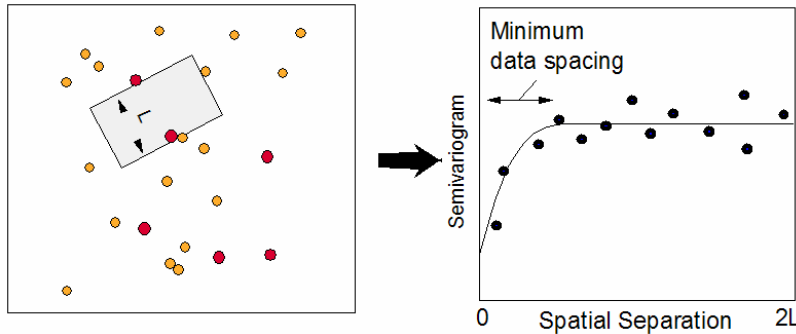 L
Minimum
data spacing
Semivariogram
0
2L
Spatial Separation